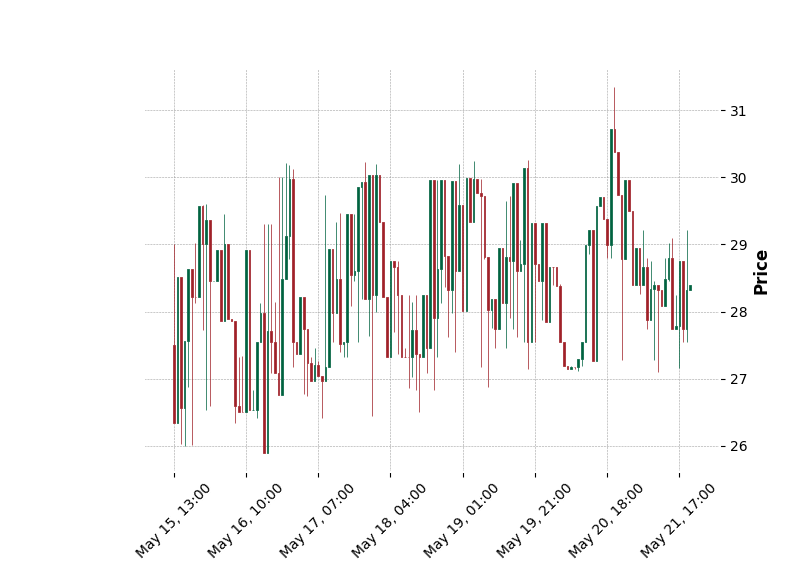 31
30
29
28
27
26
Price
May 15, 13:00
May 16, 10:00
May 17, 07:00
May 18, 04:00
May 19, 01:00
May 19, 21:00
May 20, 18:00
May 21, 17:00